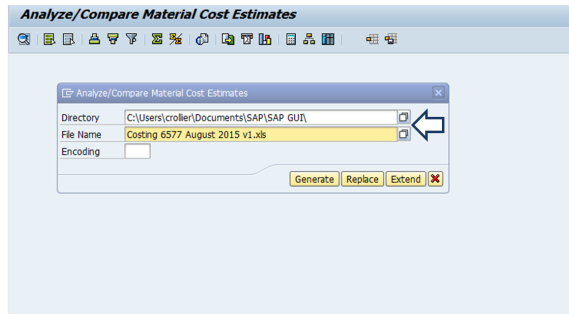 Analyze/Compare Material Cost Estimates
Analyze/Compare Material Cost Estimates
Directory C:\Users\crollier\Documents\SAP\SAP GUI\
File Name Costing 6577 August 2015 v1.xls
Encoding
Generate Replace Extend